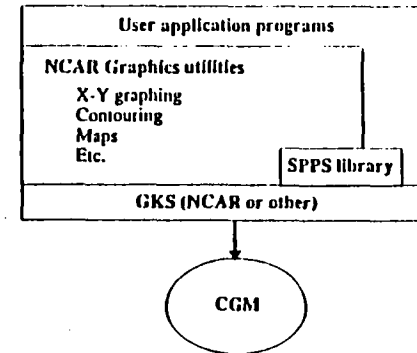 User application programs
NCAR Graphics utilities
X-Y graphing
Contouring
Maps
Etc.
SPPS library
GKS (NCAR or other)
CGM